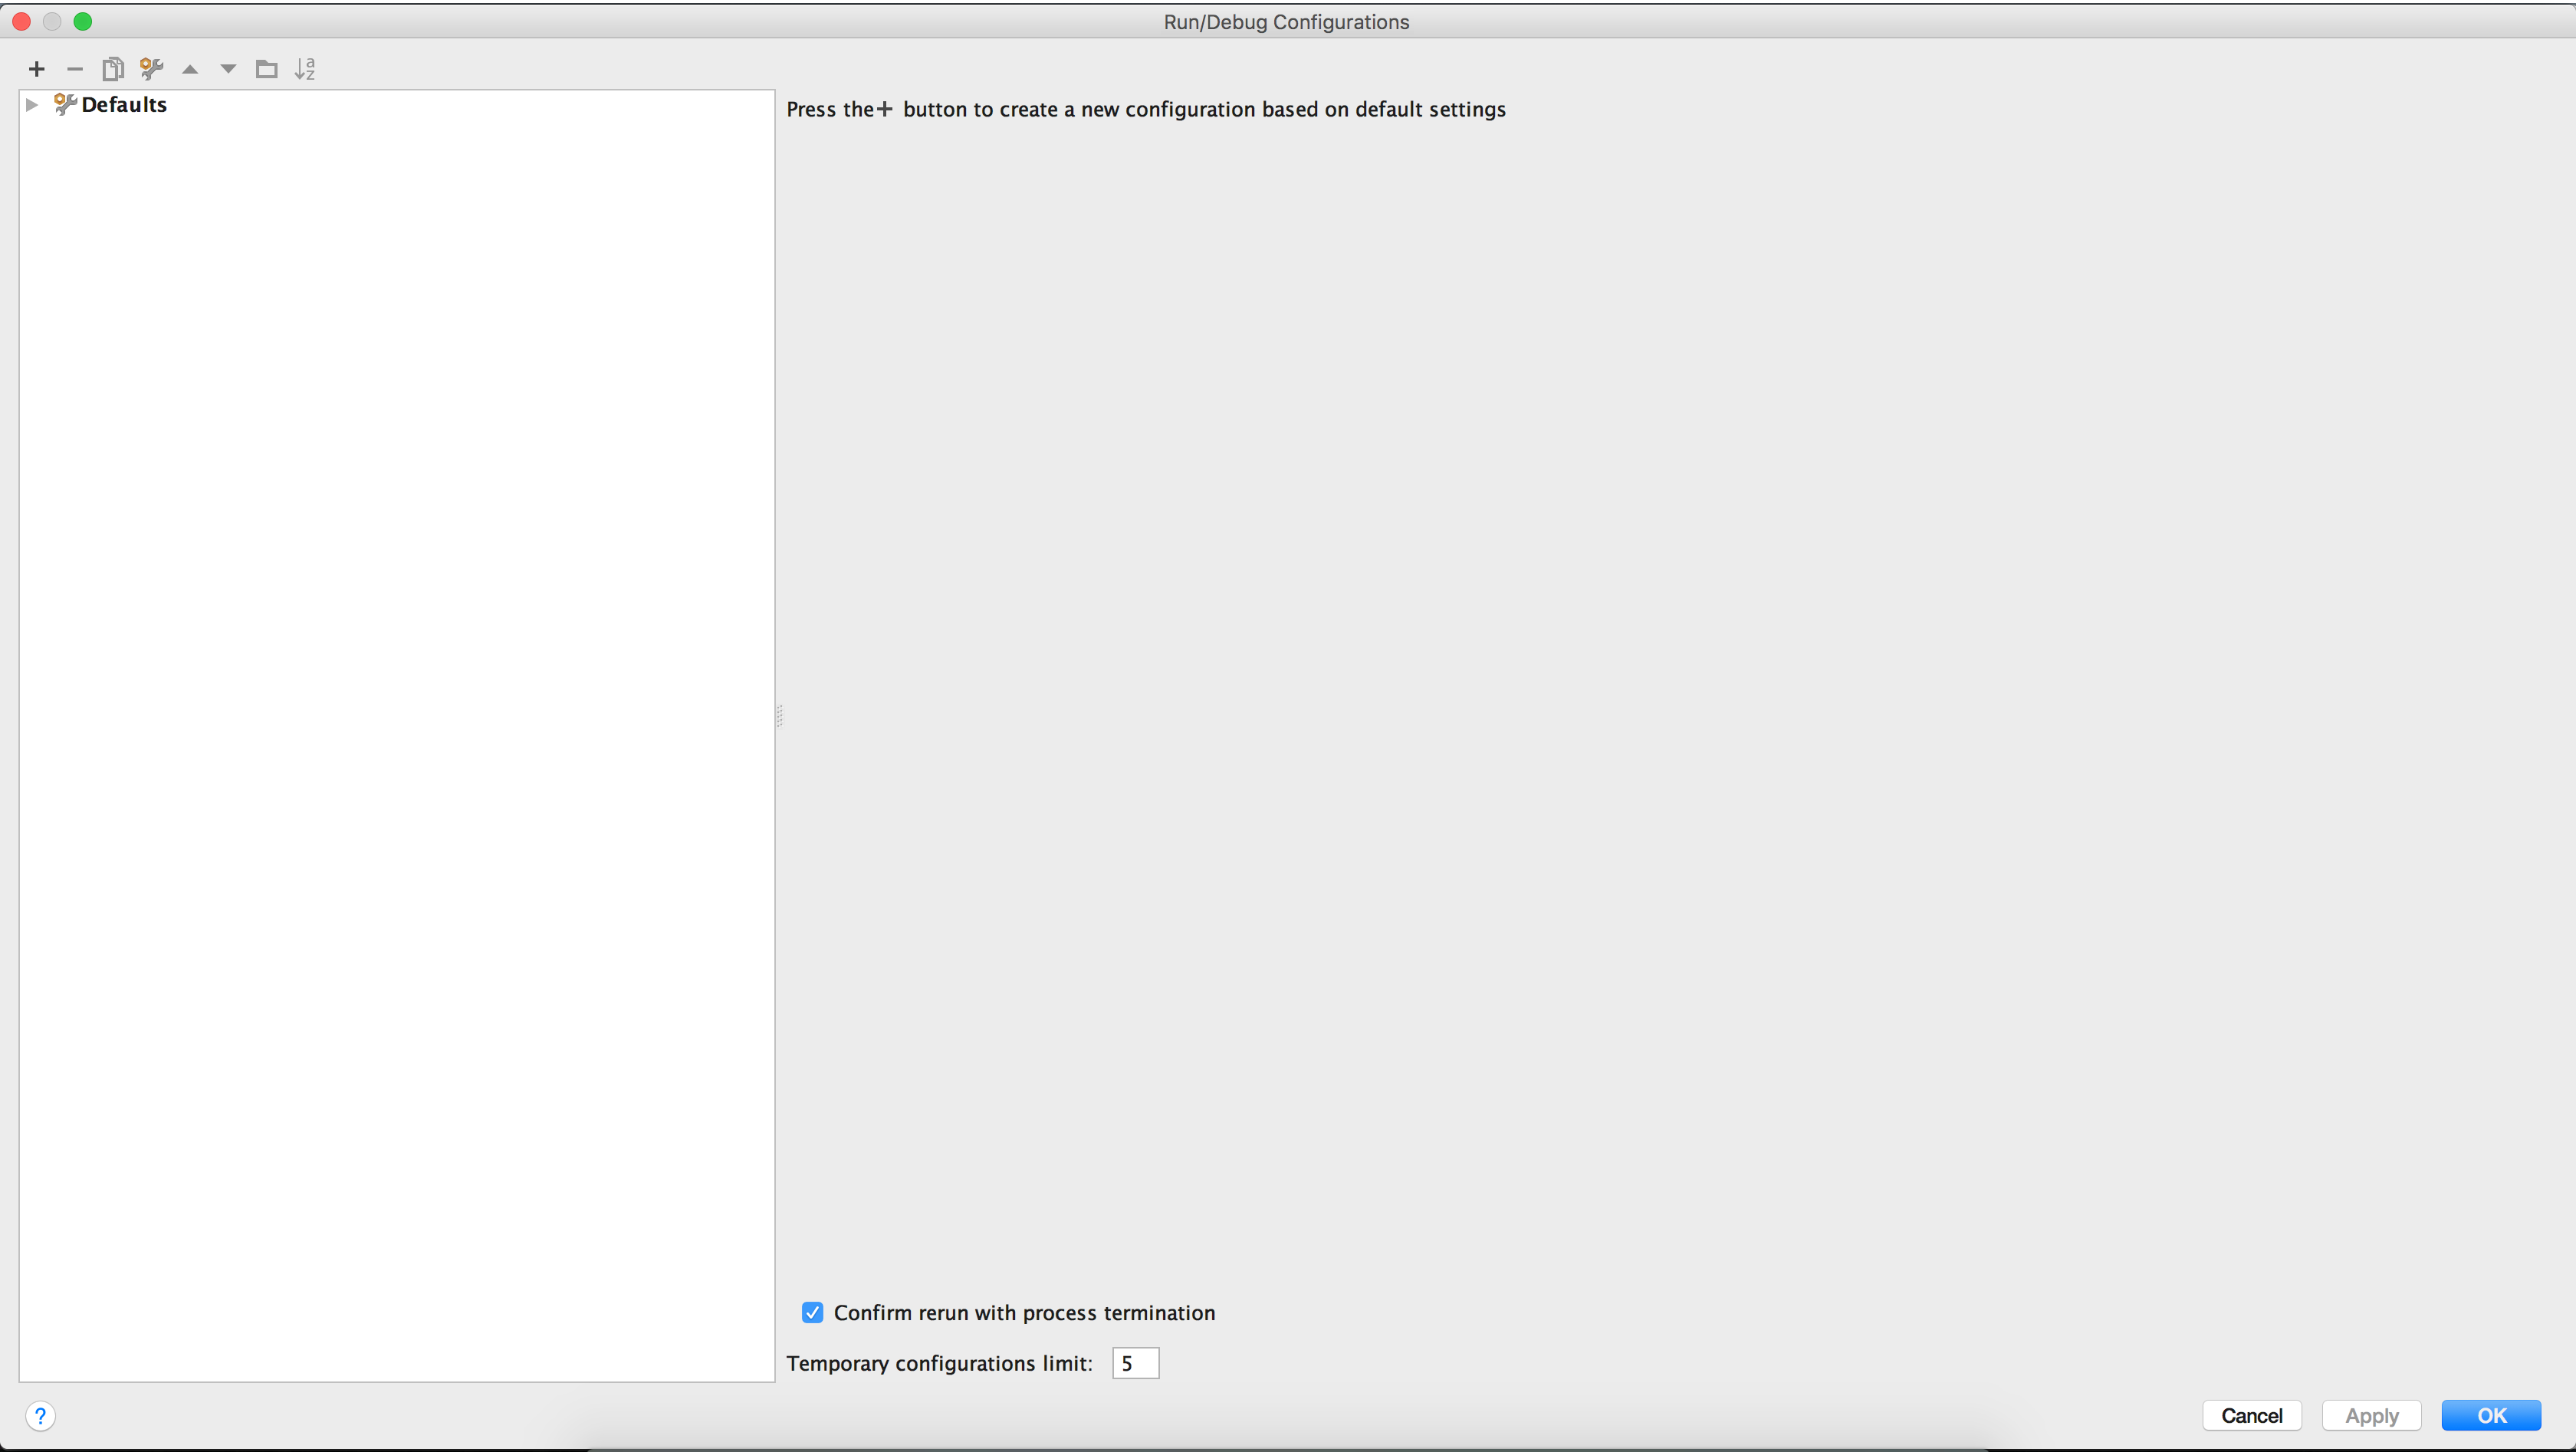 Run/Debug Configurations
Defaults
Press the + button to create a new configuration based on default settings
Confirm rerun with process termination
Temporary configurations limit: 5
? Cancel Apply OK